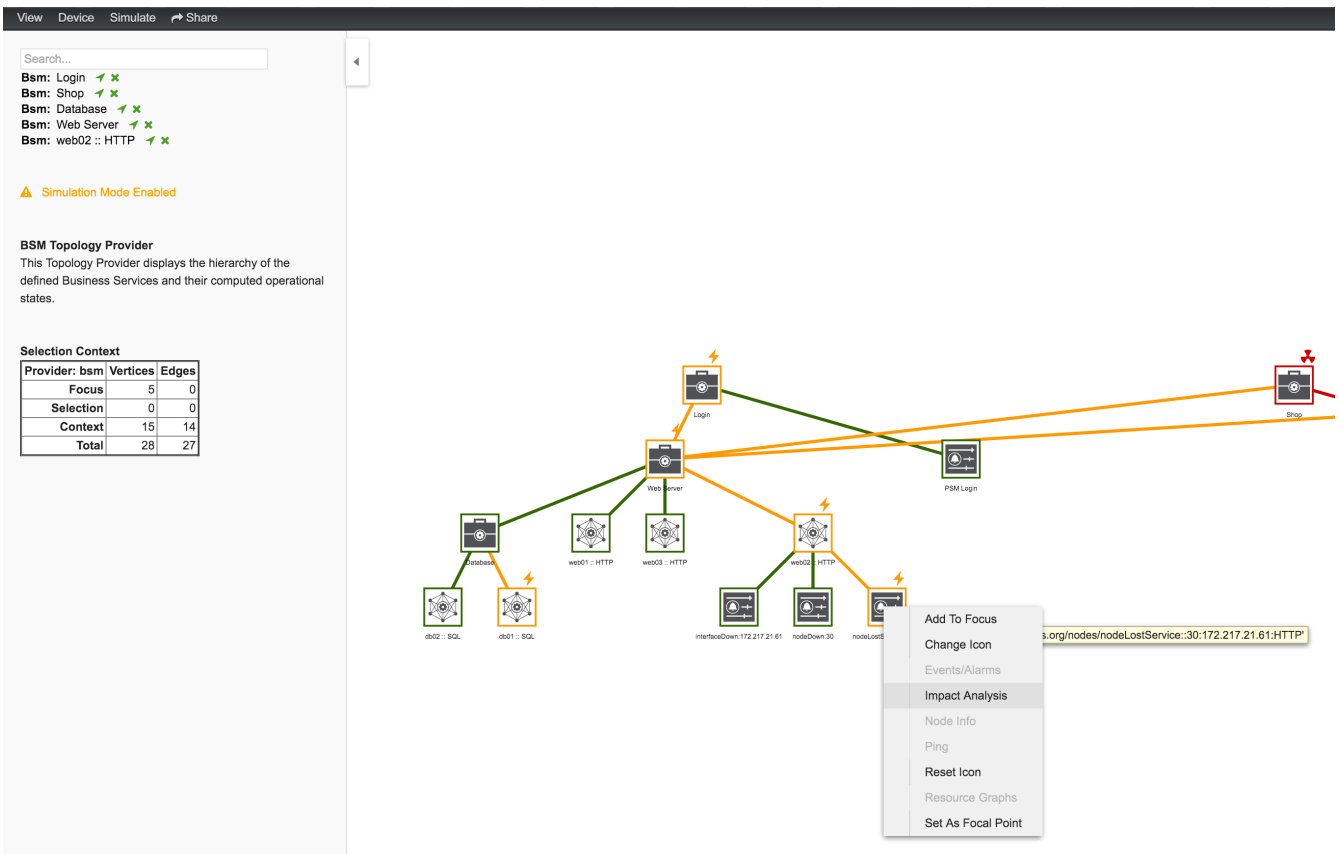 View Device Simulate Share
Search...
Bsm: Login
Bsm: Shop
Bsm: Database
Bsm: Web Server
Bsm: web02 :: HTTP
Simulation Mode Enabled
BSM Topology Provider
This Topology Provider displays the hierarchy of the
defined Business Services and their computed operational
states.
Selection Context
Provider: bsm Vertices Edges
Focus 5 0
Selection 0 0
Context 15 14
Total 28 27
Login
Shop
Web Server
PSM Login
Database
web01 :: HTTP
web03 :: HTTP
web02 :: HTTP
db02 :: SQL
db01 :: SQL
interfaceDown:172.217.21.61
nodeDown:30
nodeLostS
s.org/nodes/nodeLostService::30:172.217.21.61:HTTP'
Add To Focus
Change Icon
Events/Alarms
Impact Analysis
Node Info
Ping
Reset Icon
Resource Graphs
Set As Focal Point